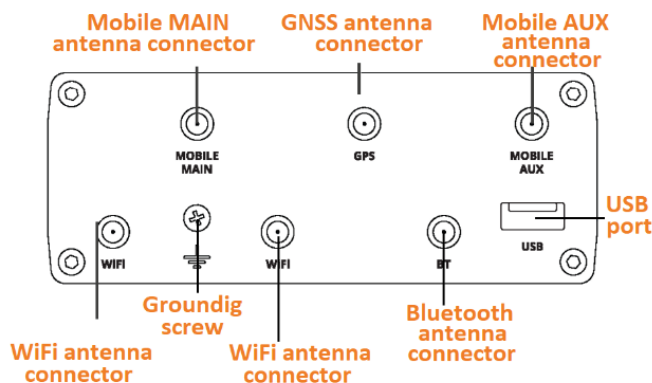 Mobile MAIN
antenna connector
GNSS antenna
connector
Mobile AUX
antenna
connector
MOBILE
MAIN
GPS
MOBILE
AUX
USB
port
USB
WIFI
WIFI
BT
Groundig
screw
Bluetooth
antenna
connector
WiFi antenna
connector
WiFi antenna
connector